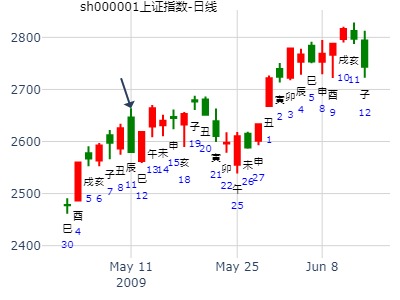 sh000001上证指数-日线
2800
2700
2600
2500
2400
巳
30
酉
4
戌
5
亥
6
子
7
丑
8
辰
11
巳
12
午
13
未
14
申
15
亥
18
子
19
丑
20
寅
21
卯
22
午
25
未
26
申
27
丑
1
寅
2
卯
3
辰
4
巳
5
申
8
酉
9
戌
10
亥
11
子
12
May 11
2009
May 25
Jun 8